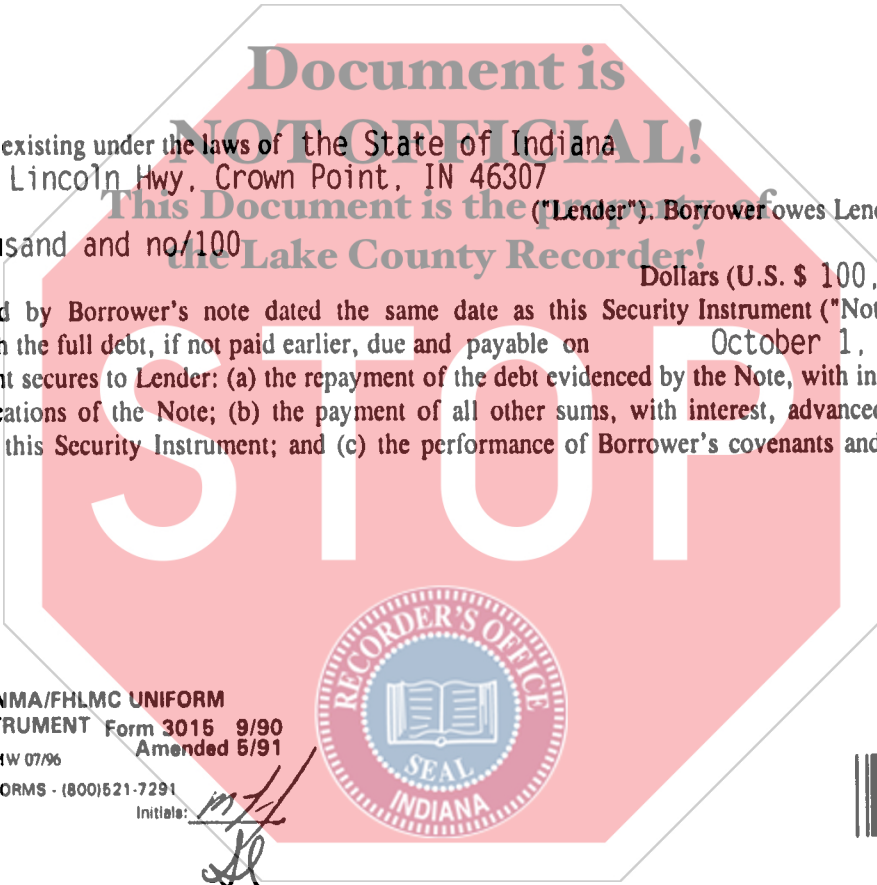 Document is
NOT OFFICIAL!
existing under the laws of the State of Indiana
Lincoln Hwy, Crown Point, IN 46307
This Document is the property of
("Lender"). Borrower owes Lend
usand and no/100
the Lake County Recorder!
Dollars (U.S. $ 100,
d by Borrower's note dated the same date as this Security Instrument ("Not
h the full debt, if not paid earlier, due and payable on October 1,
nt secures to Lender: (a) the repayment of the debt evidenced by the Note, with in
cations of the Note; (b) the payment of all other sums, with interest, advanced
this Security Instrument; and (c) the performance of Borrower's covenants and
STOP
RECORDER'S OFFICE
SEAL
INDIANA
NMA/FHLMC UNIFORM
TRUMENT Form 3015 9/90
Amended 5/91
W 07/96
ORMS - (800)521-7291
Initials: